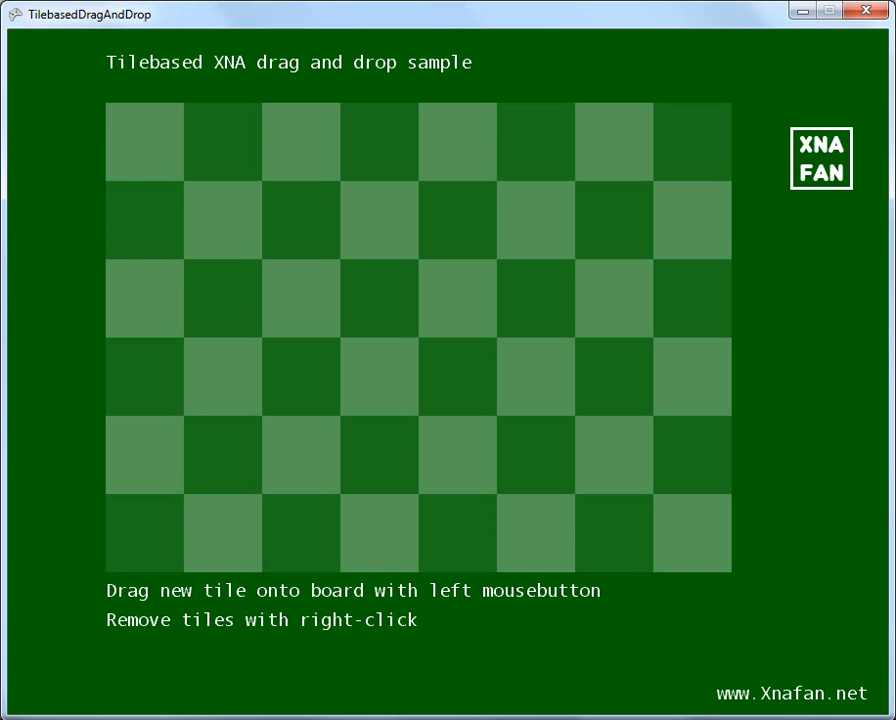 TilebasedDragAndDrop
Tilebased XNA drag and drop sample
XNA
FAN
Drag new tile onto board with left mousebutton
Remove tiles with right-click
www.Xnafan.net